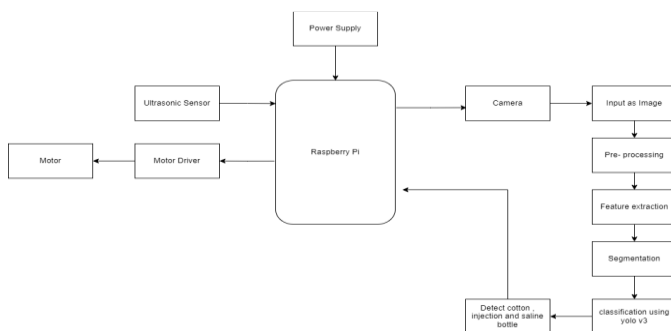 Power Supply
Ultrasonic Sensor
Camera
Input as Image
Raspberry Pi
Motor
Motor Driver
Pre- processing
Feature extraction
Segmentation
Detect cotton ,
injection and saline
bottle
classification using
yolo v3